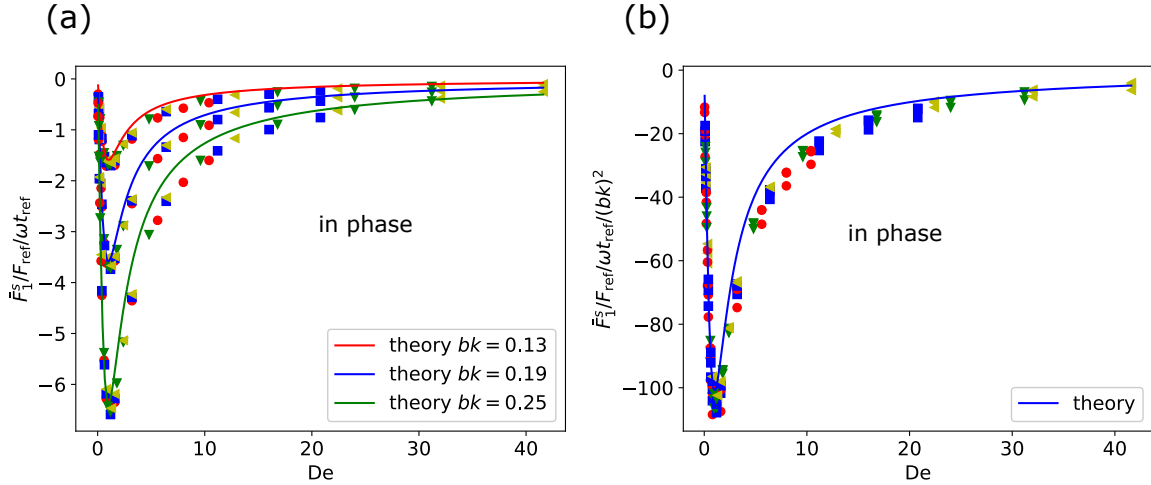 (a)
0
−1
−2
−3
−4
−5
−6
F̄₁ˢ/F_ref/ωt_ref
in phase
theory bk = 0.13
theory bk = 0.19
theory bk = 0.25
0 10 20 30 40
De
(b)
0
−20
−40
−60
−80
−100
F̄₁ˢ/F_ref/ωt_ref/(bk)²
in phase
theory
0 10 20 30 40
De